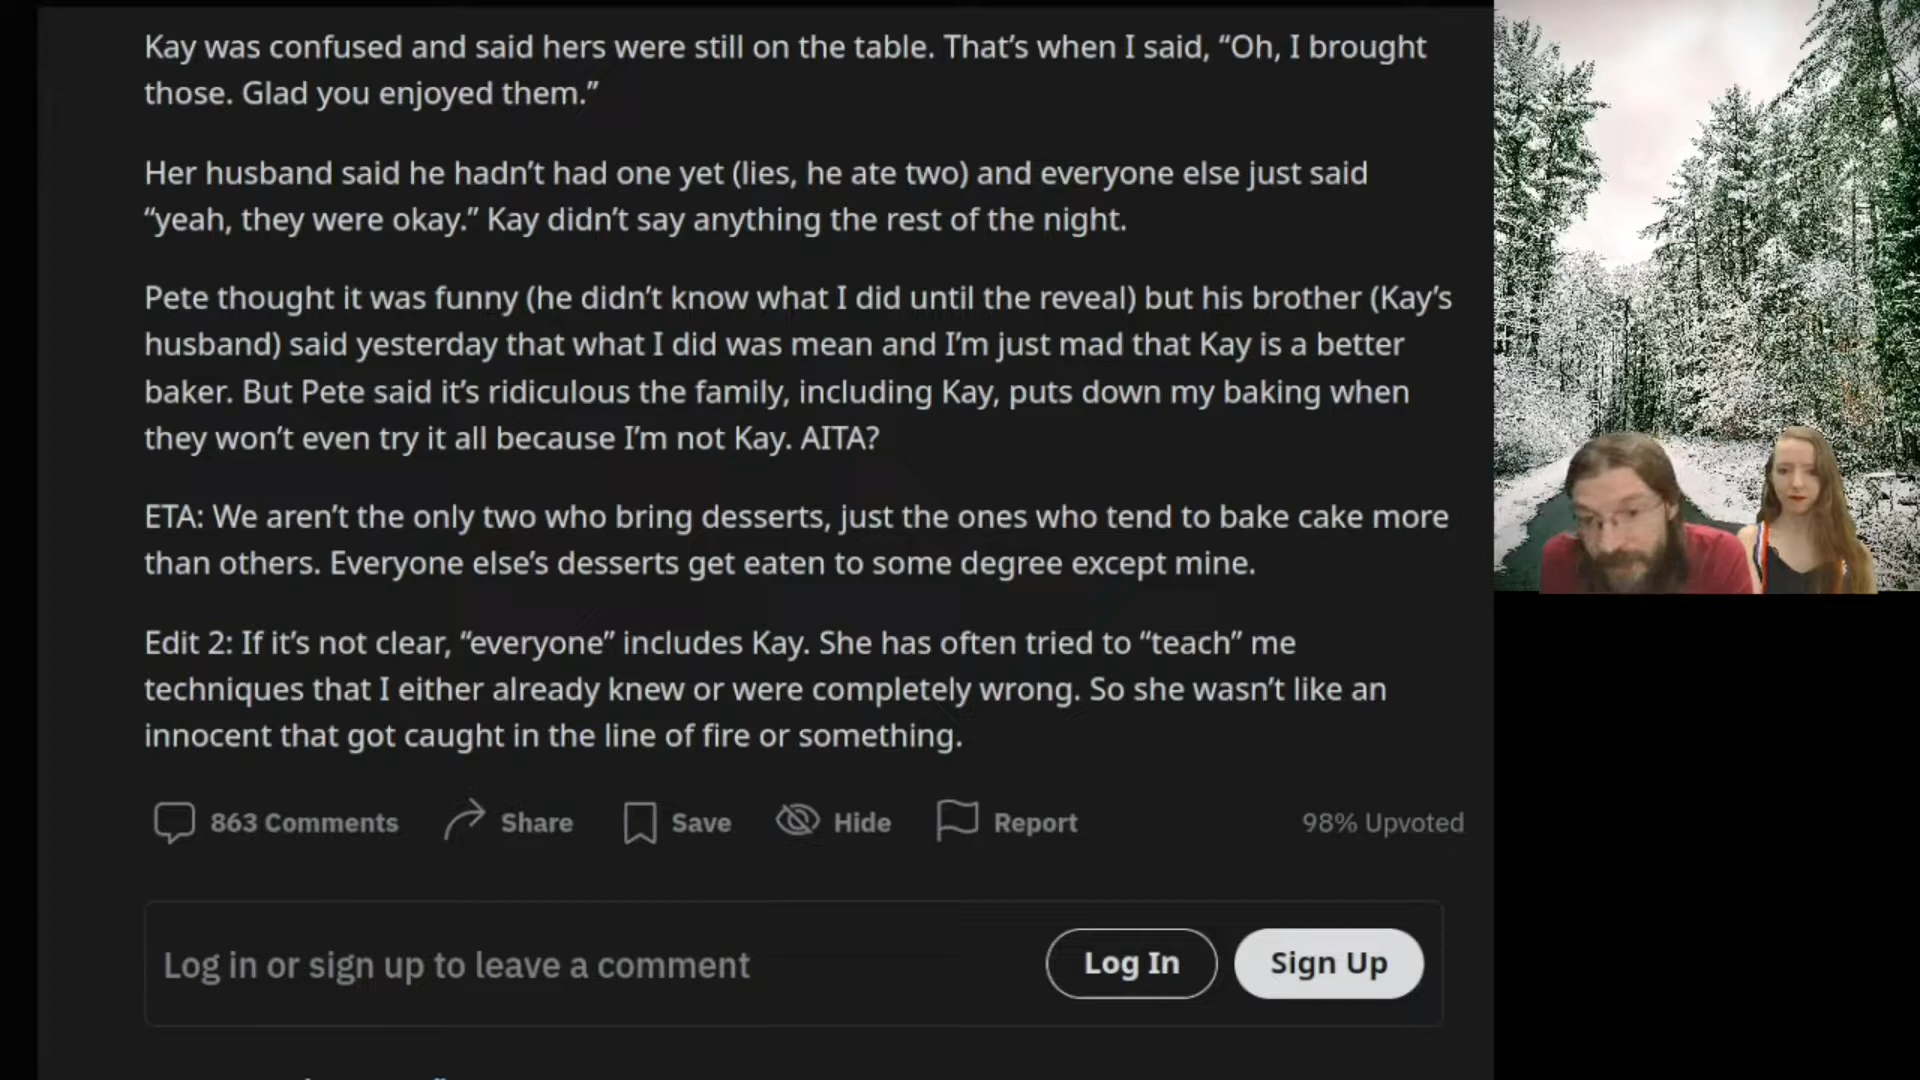 Kay was confused and said hers were still on the table. That’s when I said, “Oh, I brought
those. Glad you enjoyed them.”
Her husband said he hadn’t had one yet (lies, he ate two) and everyone else just said
“yeah, they were okay.” Kay didn’t say anything the rest of the night.
Pete thought it was funny (he didn’t know what I did until the reveal) but his brother (Kay’s
husband) said yesterday that what I did was mean and I’m just mad that Kay is a better
baker. But Pete said it’s ridiculous the family, including Kay, puts down my baking when
they won’t even try it all because I’m not Kay. AITA?
ETA: We aren’t the only two who bring desserts, just the ones who tend to bake cake more
than others. Everyone else’s desserts get eaten to some degree except mine.
Edit 2: If it’s not clear, “everyone” includes Kay. She has often tried to “teach” me
techniques that I either already knew or were completely wrong. So she wasn’t like an
innocent that got caught in the line of fire or something.
863 Comments Share Save Hide Report 98% Upvoted
Log in or sign up to leave a comment Log In Sign Up